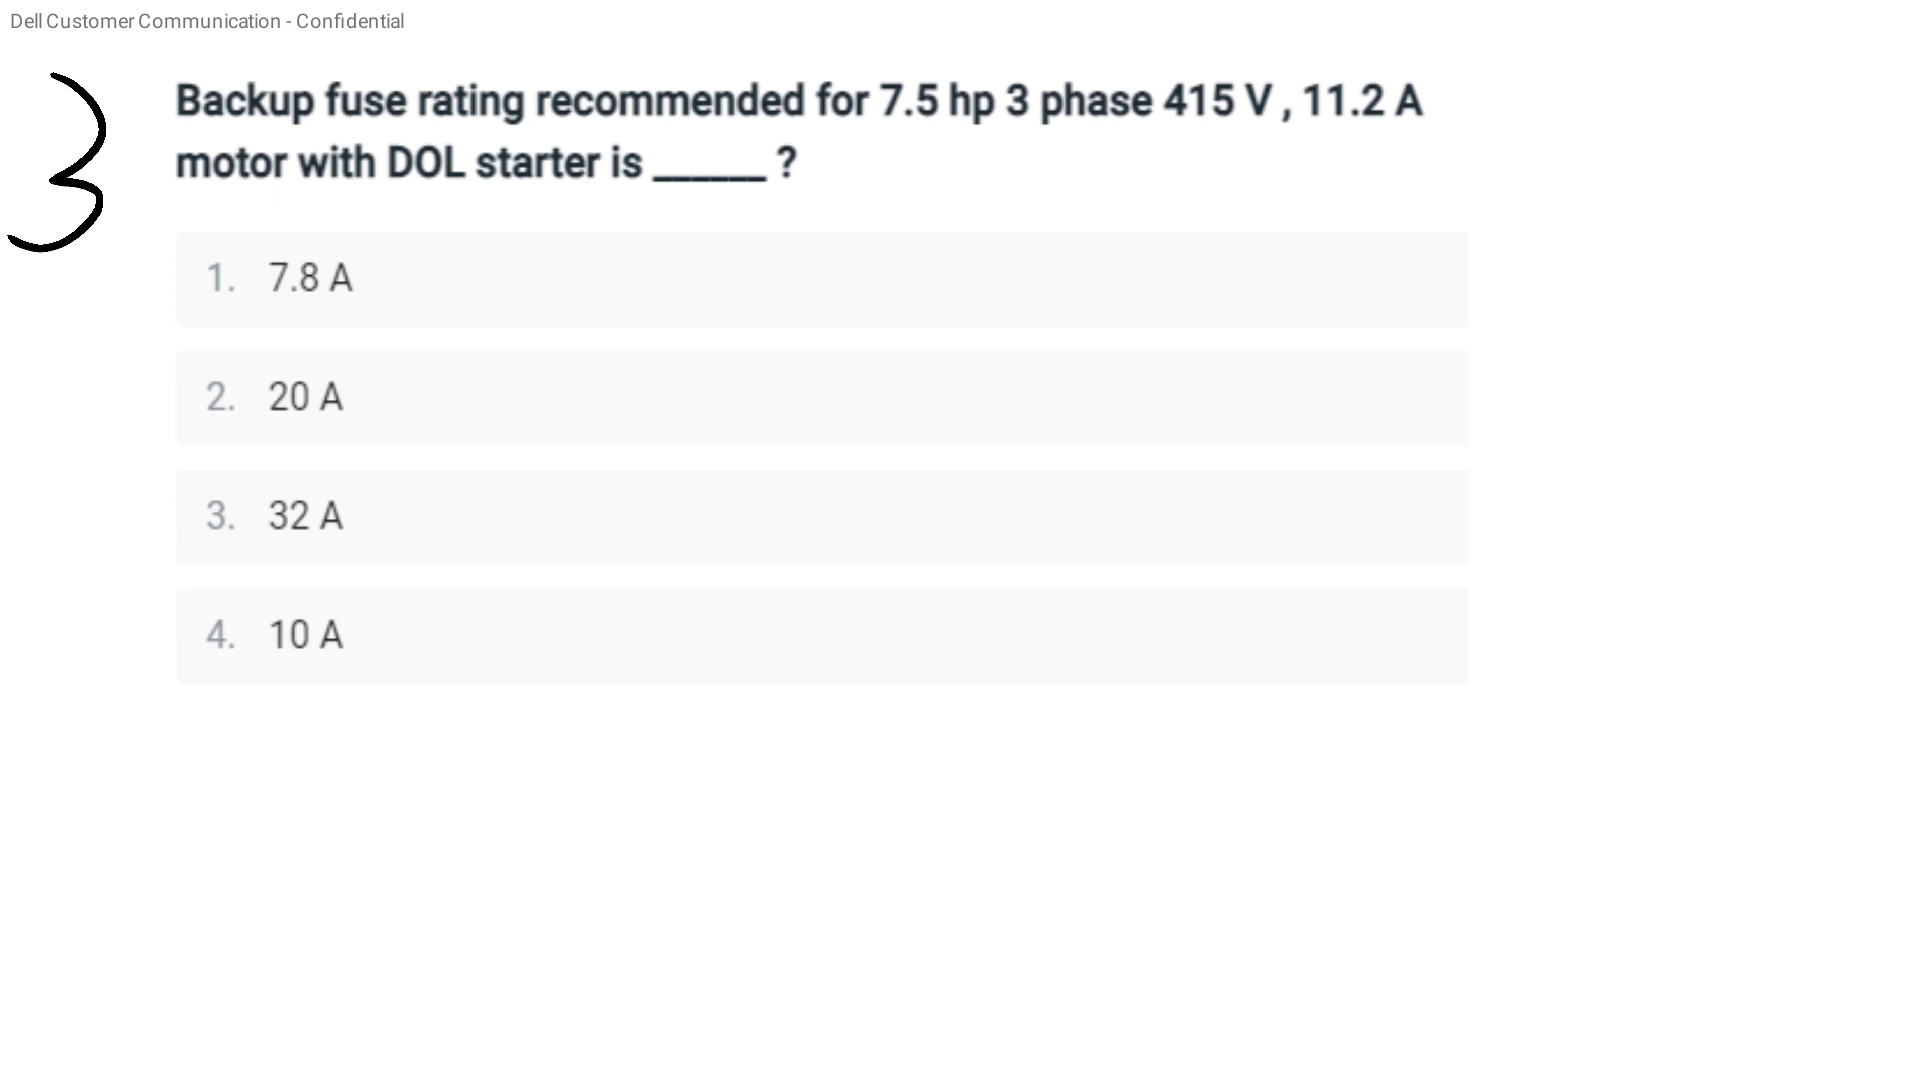 Dell Customer Communication - Confidential
3
Backup fuse rating recommended for 7.5 hp 3 phase 415 V , 11.2 A
motor with DOL starter is ______ ?
1. 7.8 A
2. 20 A
3. 32 A
4. 10 A